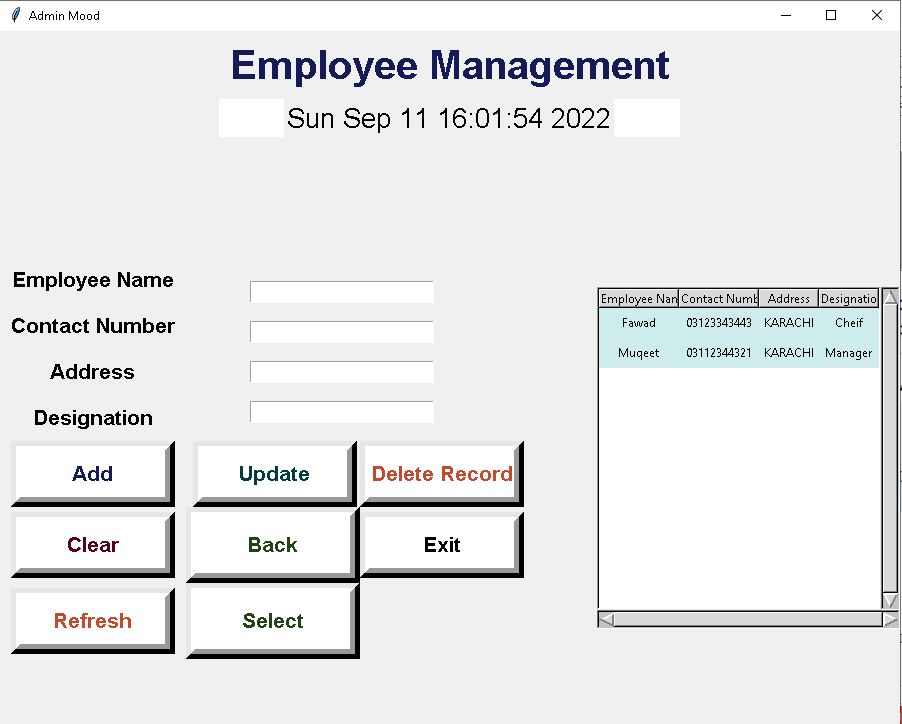 Admin Mood
Employee Management
Sun Sep 11 16:01:54 2022
Employee Name
Contact Number
Address
Designation
Add Update Delete Record
Clear Back Exit
Refresh Select
Employee Nan Contact Numb Address Designatio
Fawad 03123343443 KARACHI Cheif
Muqeet 03112344321 KARACHI Manager